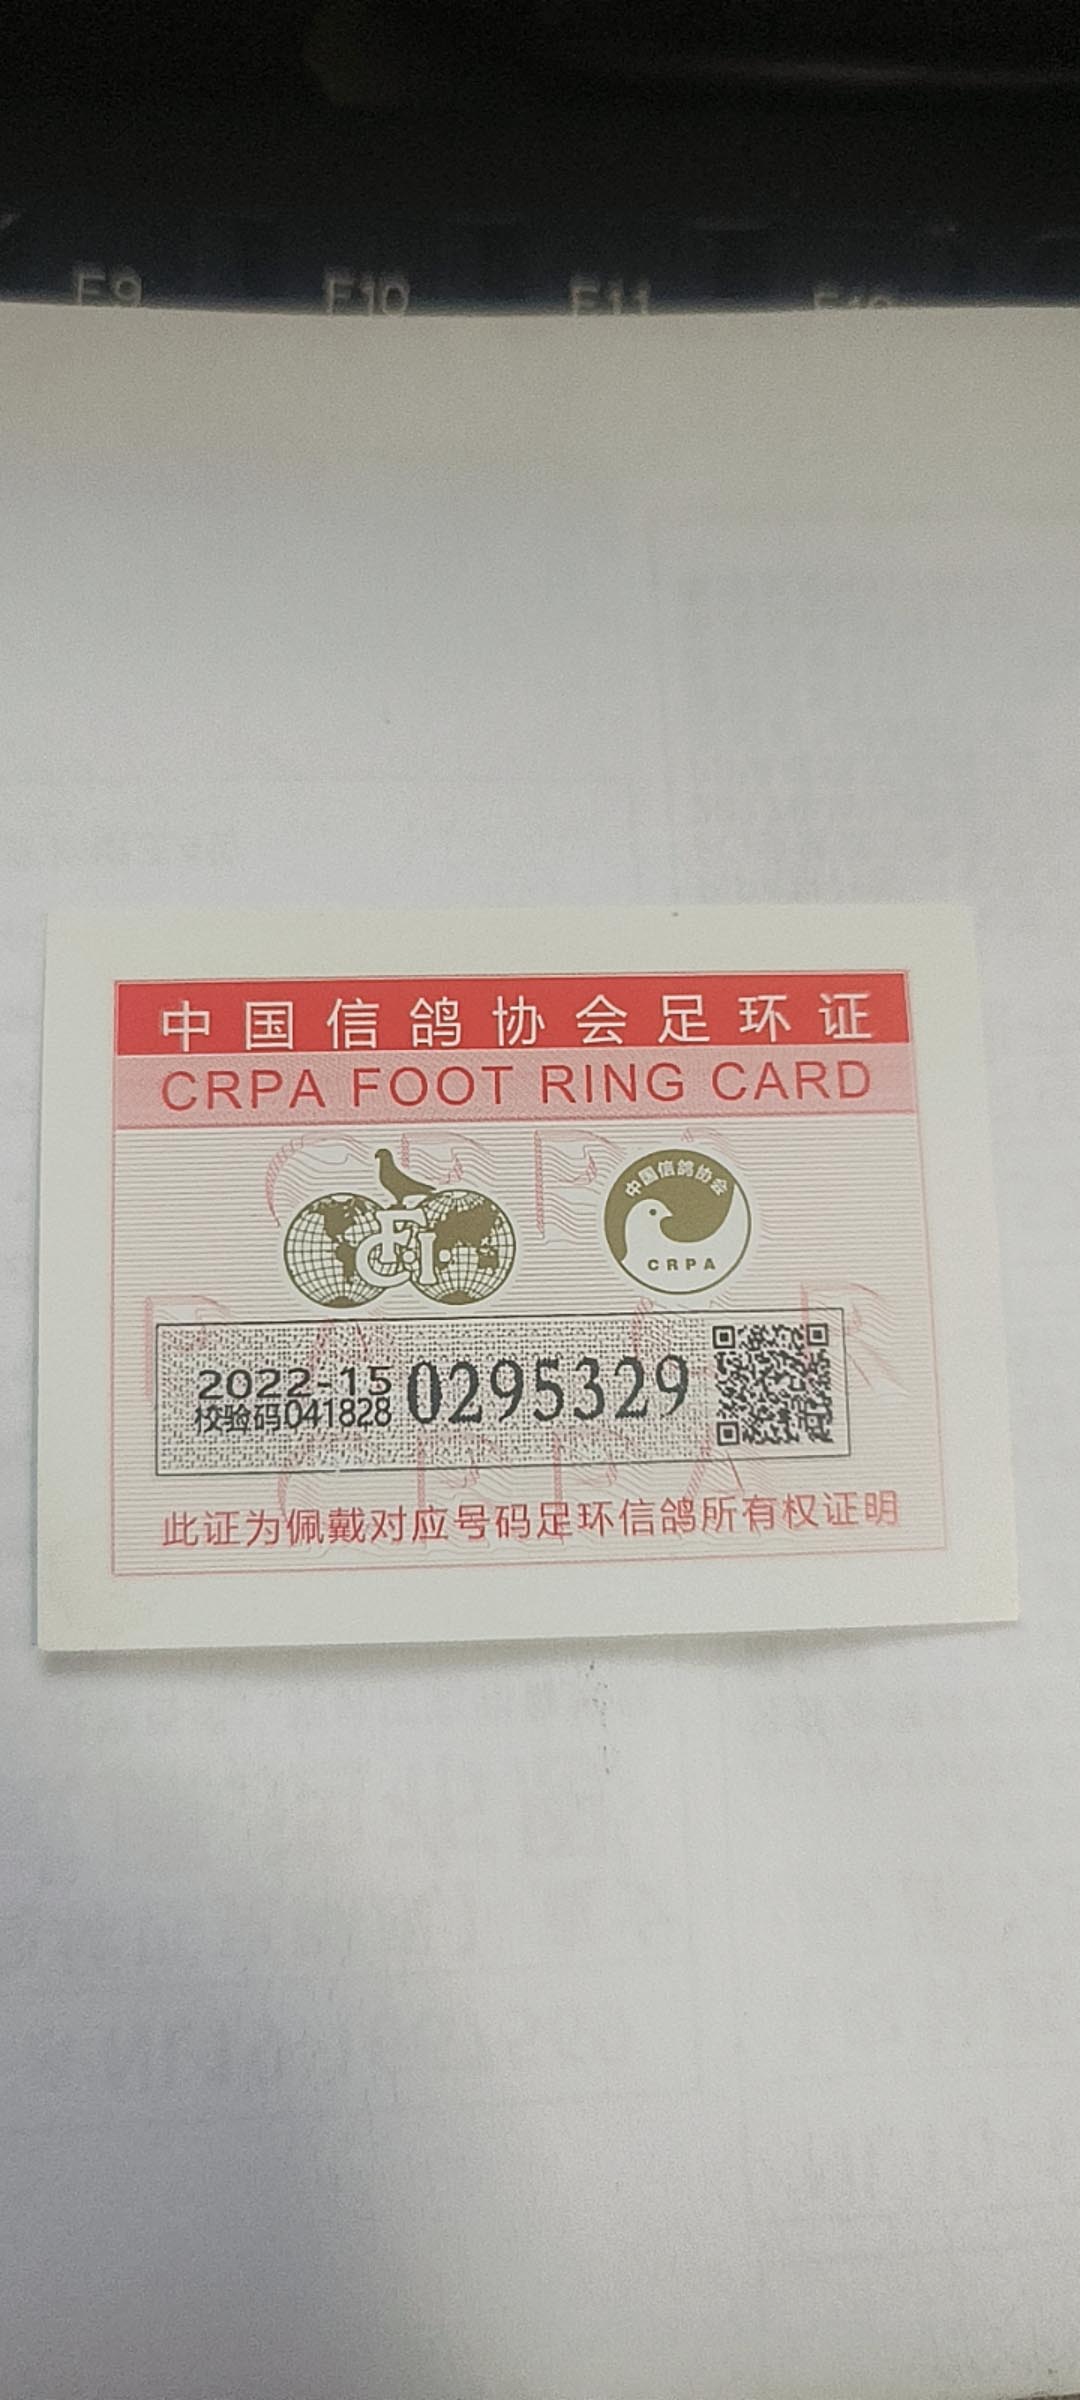 F9 F10 F11 F12
中国信鸽协会足环证
CRPA FOOT RING CARD
F.C.I.
中国信鸽协会
CRPA
2022-15 0295329
校验码041828
此证为佩戴对应号码足环信鸽所有权证明